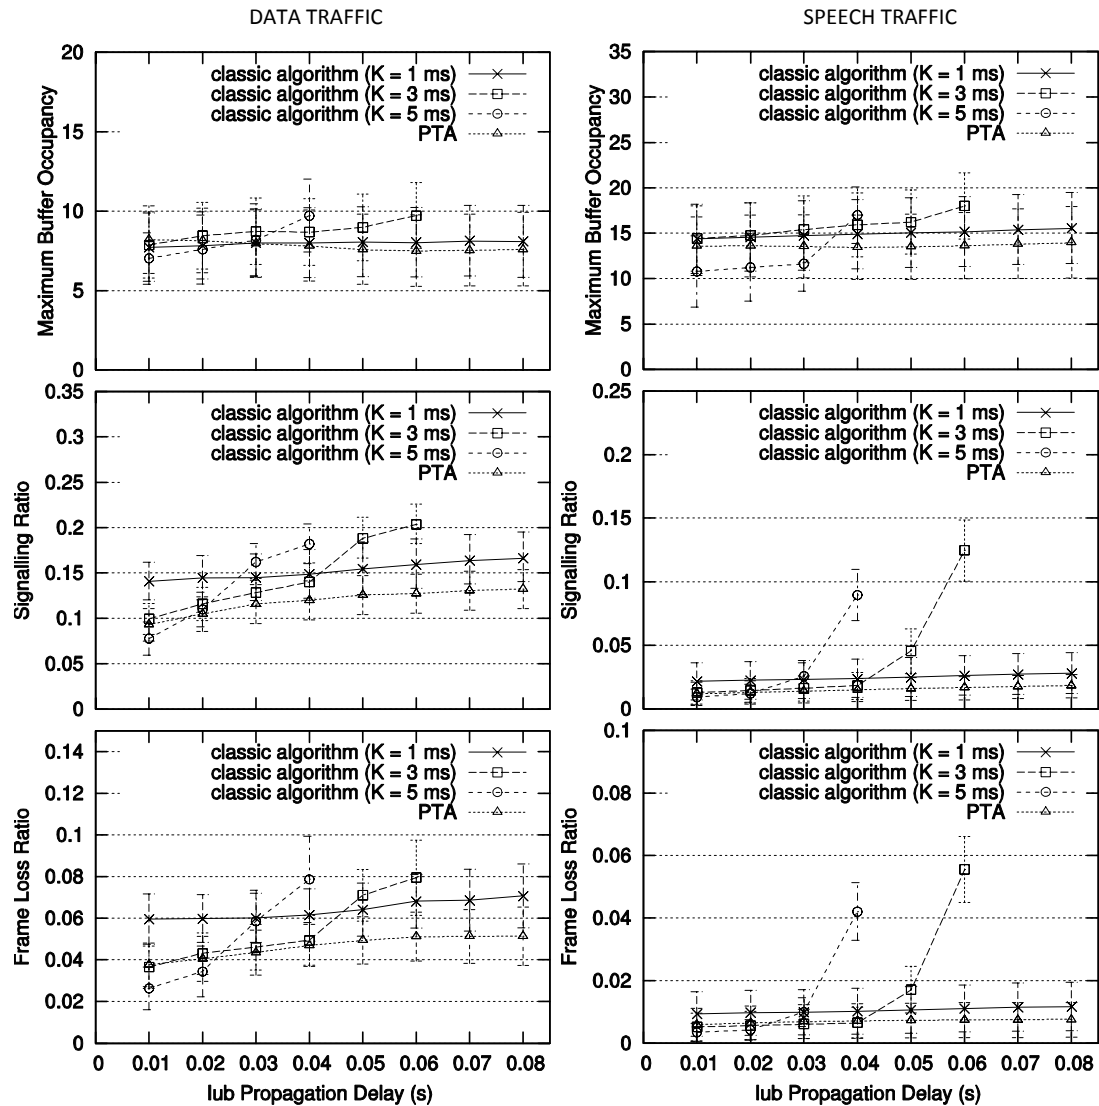 DATA TRAFFIC
SPEECH TRAFFIC
Maximum Buffer Occupancy
20
15
10
5
0
classic algorithm (K = 1 ms)
classic algorithm (K = 3 ms)
classic algorithm (K = 5 ms)
PTA
Maximum Buffer Occupancy
35
30
25
20
15
10
5
0
classic algorithm (K = 1 ms)
classic algorithm (K = 3 ms)
classic algorithm (K = 5 ms)
PTA
Signalling Ratio
0.35
0.3
0.25
0.2
0.15
0.1
0.05
0
classic algorithm (K = 1 ms)
classic algorithm (K = 3 ms)
classic algorithm (K = 5 ms)
PTA
Signalling Ratio
0.25
0.2
0.15
0.1
0.05
0
classic algorithm (K = 1 ms)
classic algorithm (K = 3 ms)
classic algorithm (K = 5 ms)
PTA
Frame Loss Ratio
0.14
0.12
0.1
0.08
0.06
0.04
0.02
0
classic algorithm (K = 1 ms)
classic algorithm (K = 3 ms)
classic algorithm (K = 5 ms)
PTA
0 0.01 0.02 0.03 0.04 0.05 0.06 0.07 0.08
Iub Propagation Delay (s)
Frame Loss Ratio
0.1
0.08
0.06
0.04
0.02
0
classic algorithm (K = 1 ms)
classic algorithm (K = 3 ms)
classic algorithm (K = 5 ms)
PTA
0 0.01 0.02 0.03 0.04 0.05 0.06 0.07 0.08
Iub Propagation Delay (s)